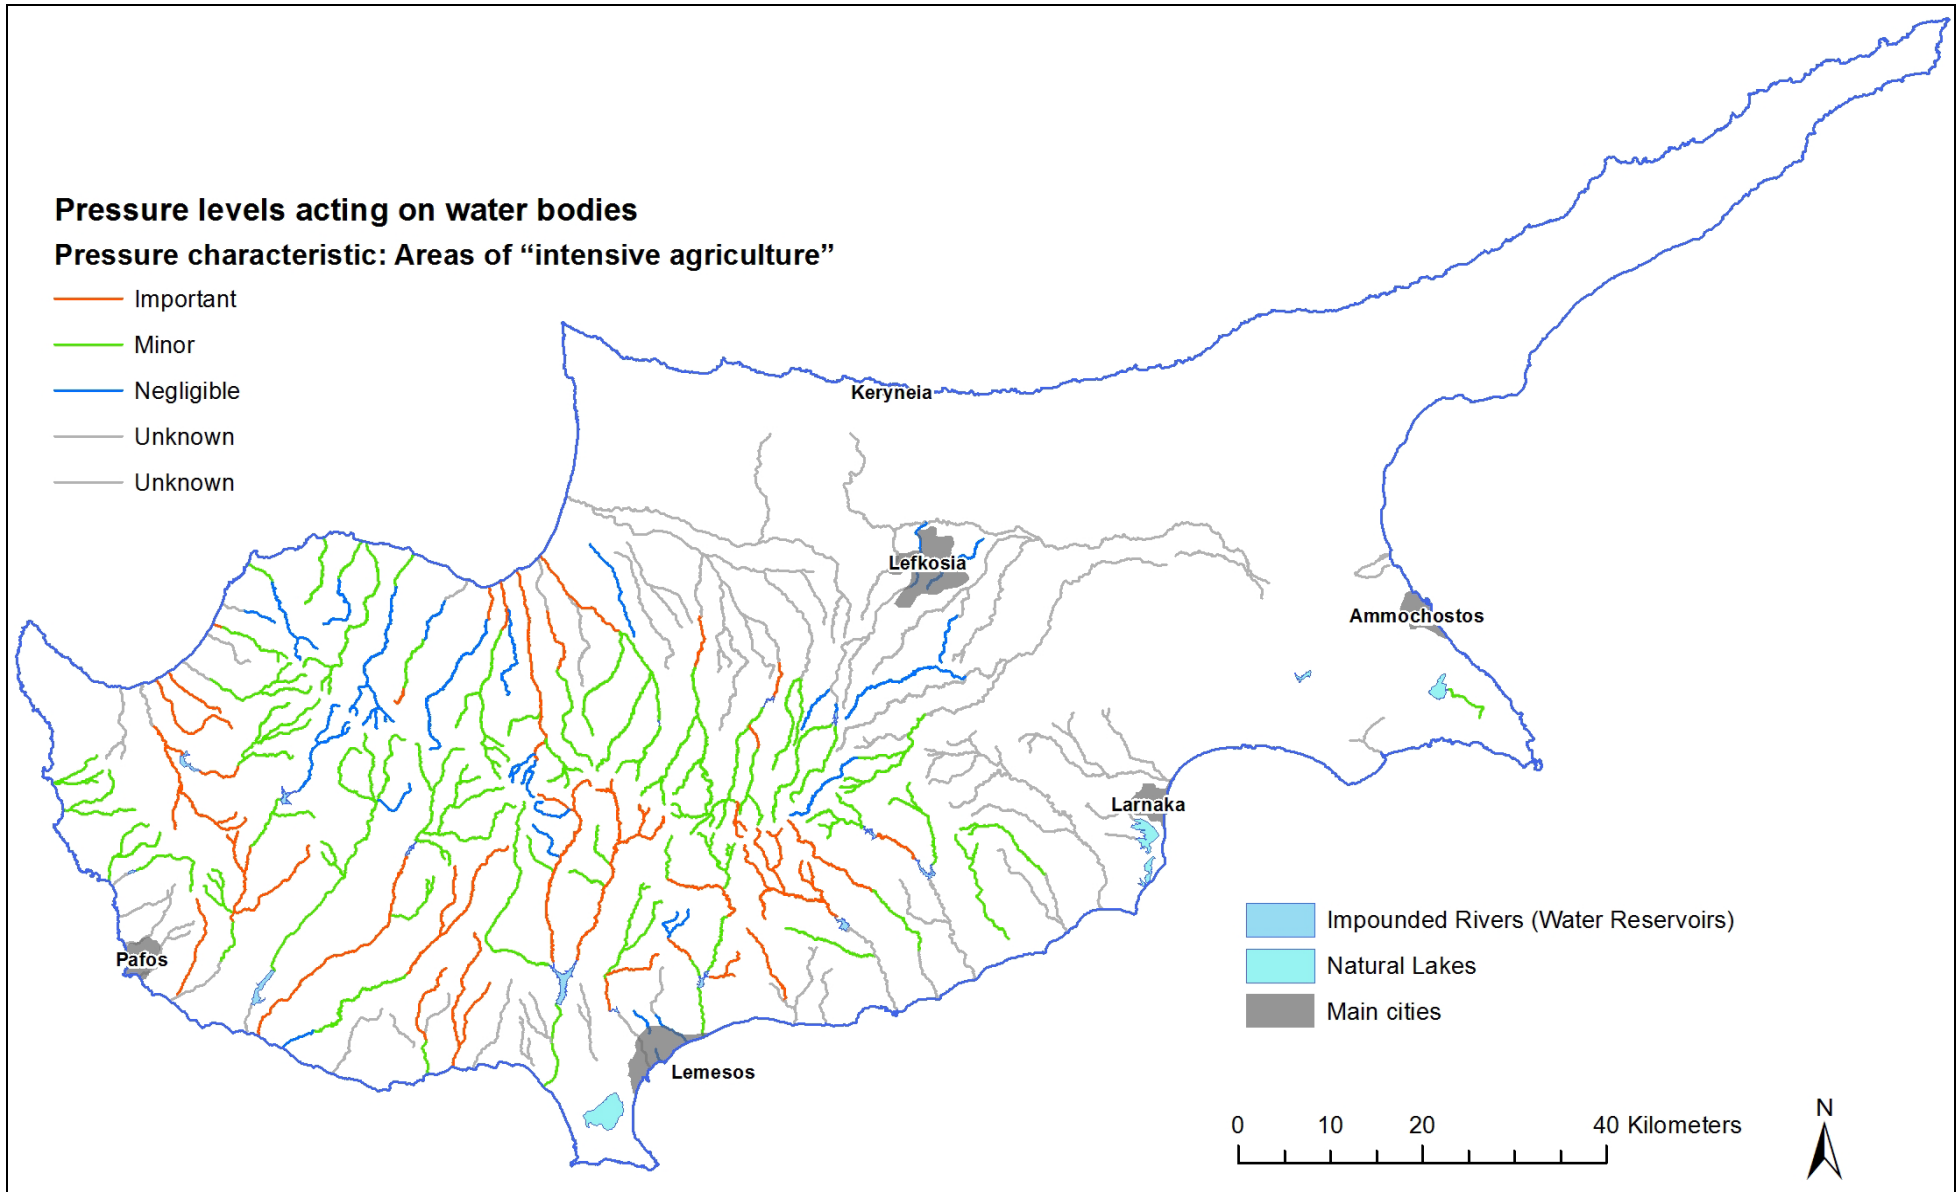 Pressure levels acting on water bodies
Pressure characteristic: Areas of “intensive agriculture”
Important
Minor
Negligible
Unknown
Unknown
Keryneia
Lefkosia
Ammochostos
Larnaka
Pafos
Lemesos
Impounded Rivers (Water Reservoirs)
Natural Lakes
Main cities
0 10 20 40 Kilometers
N